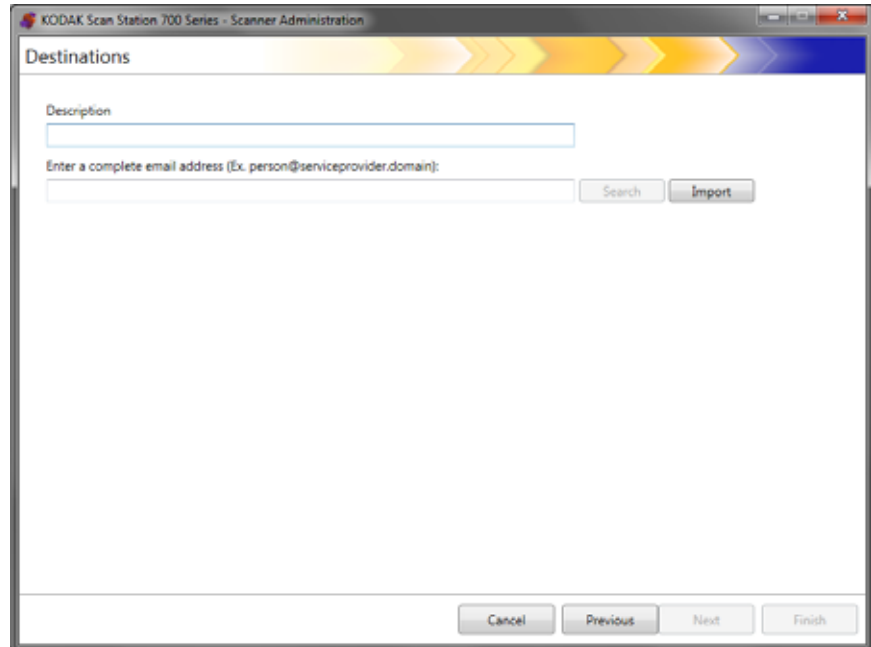 KODAK Scan Station 700 Series - Scanner Administration
Destinations
Description
Enter a complete email address (Ex. person@serviceprovider.domain):
Search Import
Cancel Previous Next Finish